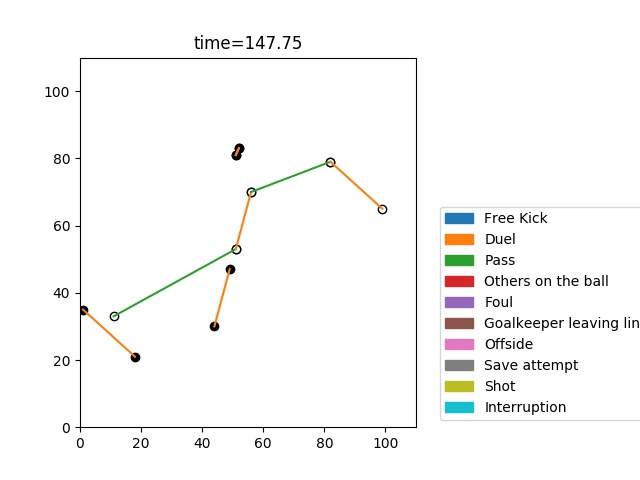 time=147.75
100
80
60
40
20
0
0 20 40 60 80 100
Free Kick
Duel
Pass
Others on the ball
Foul
Goalkeeper leaving lin
Offside
Save attempt
Shot
Interruption